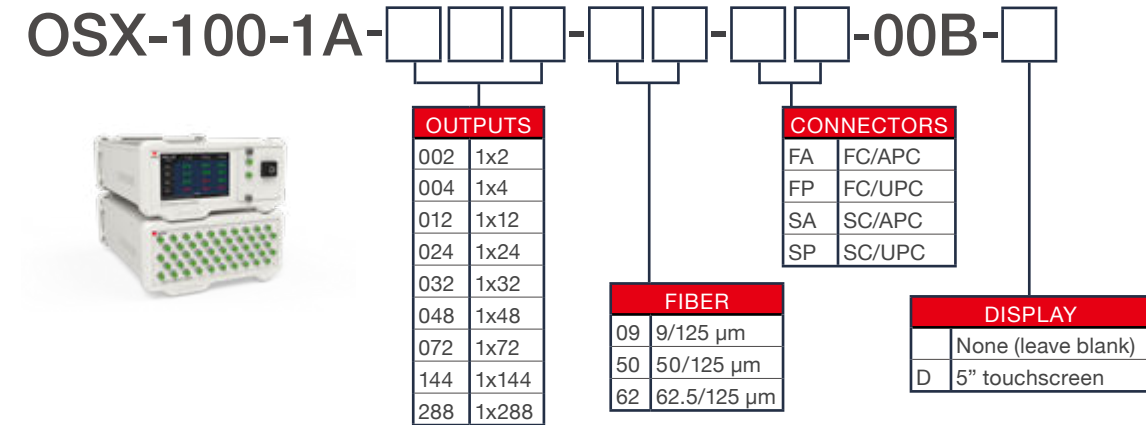 OSX-100-1A-□□□-□□-□□-00B-□
OUTPUTS
002 1x2
004 1x4
012 1x12
024 1x24
032 1x32
048 1x48
072 1x72
144 1x144
288 1x288
FIBER
09 9/125 µm
50 50/125 µm
62 62.5/125 µm
CONNECTORS
FA FC/APC
FP FC/UPC
SA SC/APC
SP SC/UPC
DISPLAY
None (leave blank)
D 5” touchscreen